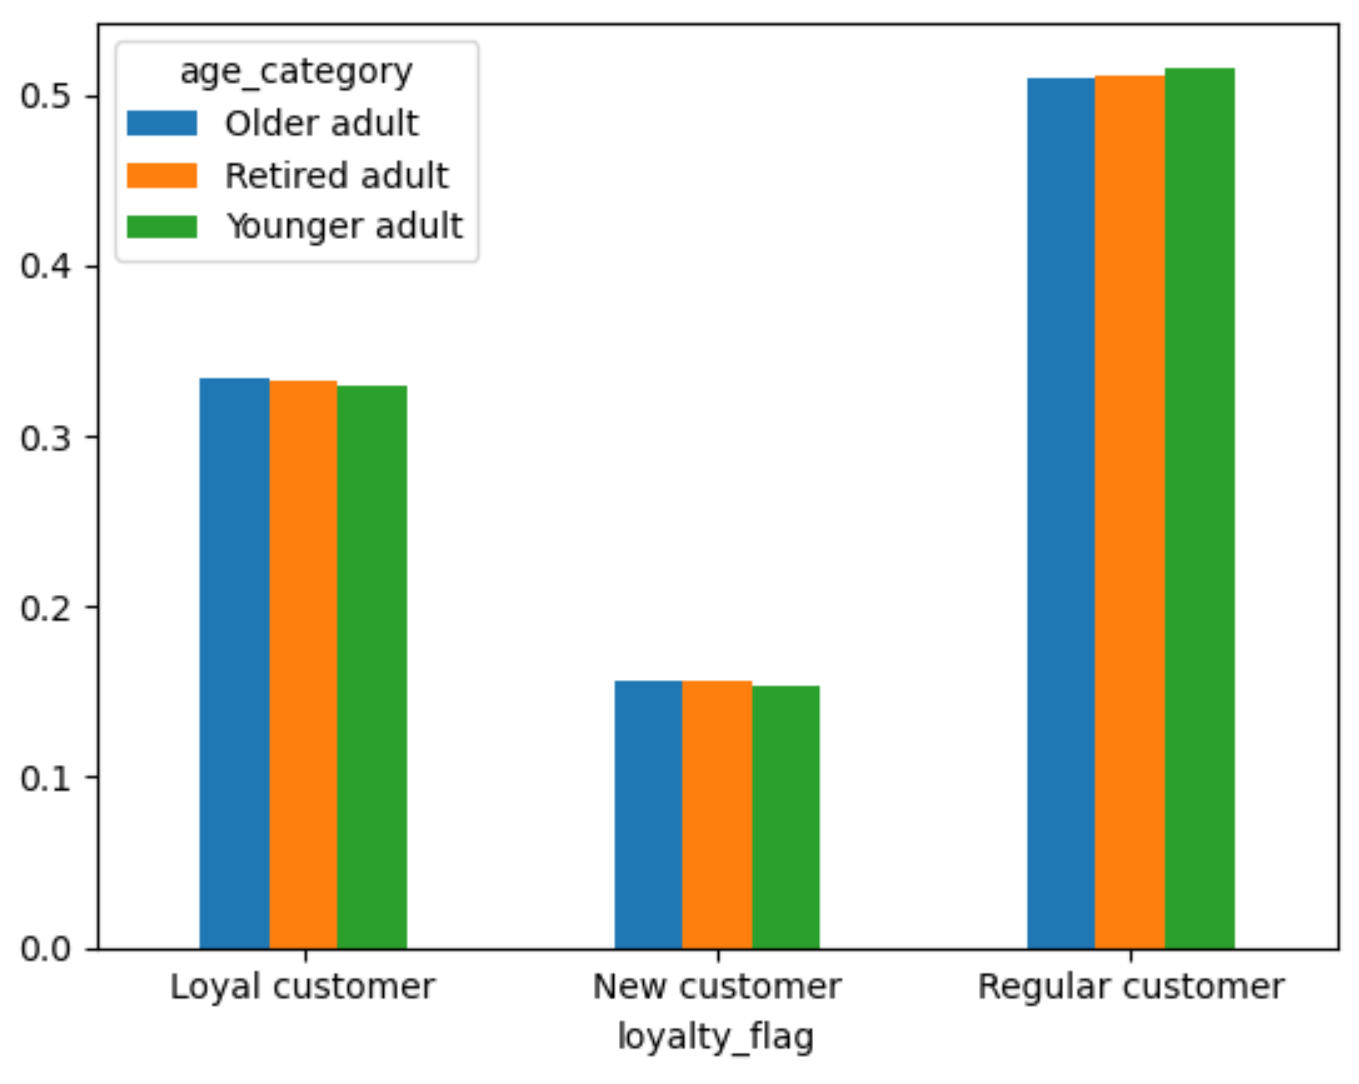 age_category
Older adult
Retired adult
Younger adult
0.5
0.4
0.3
0.2
0.1
0.0
Loyal customer New customer Regular customer
loyalty_flag